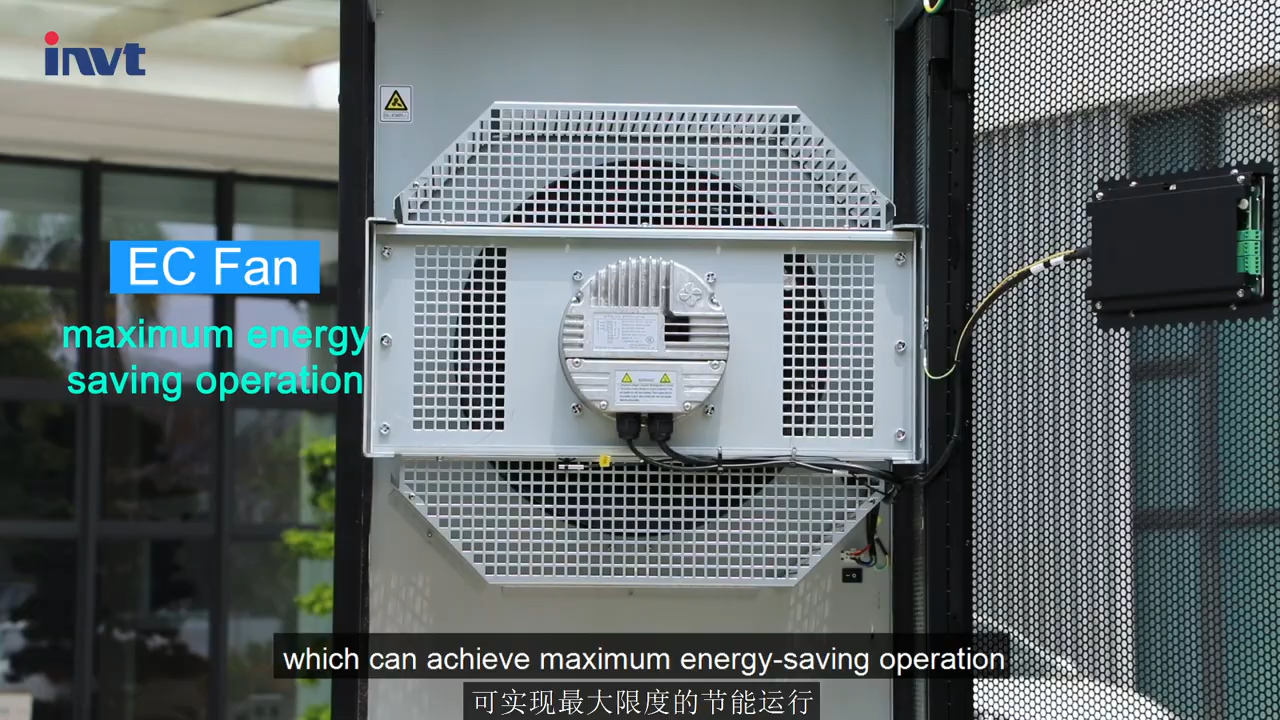 invt
EC Fan
maximum energy
saving operation
which can achieve maximum energy-saving operation
可实现最大限度的节能运行